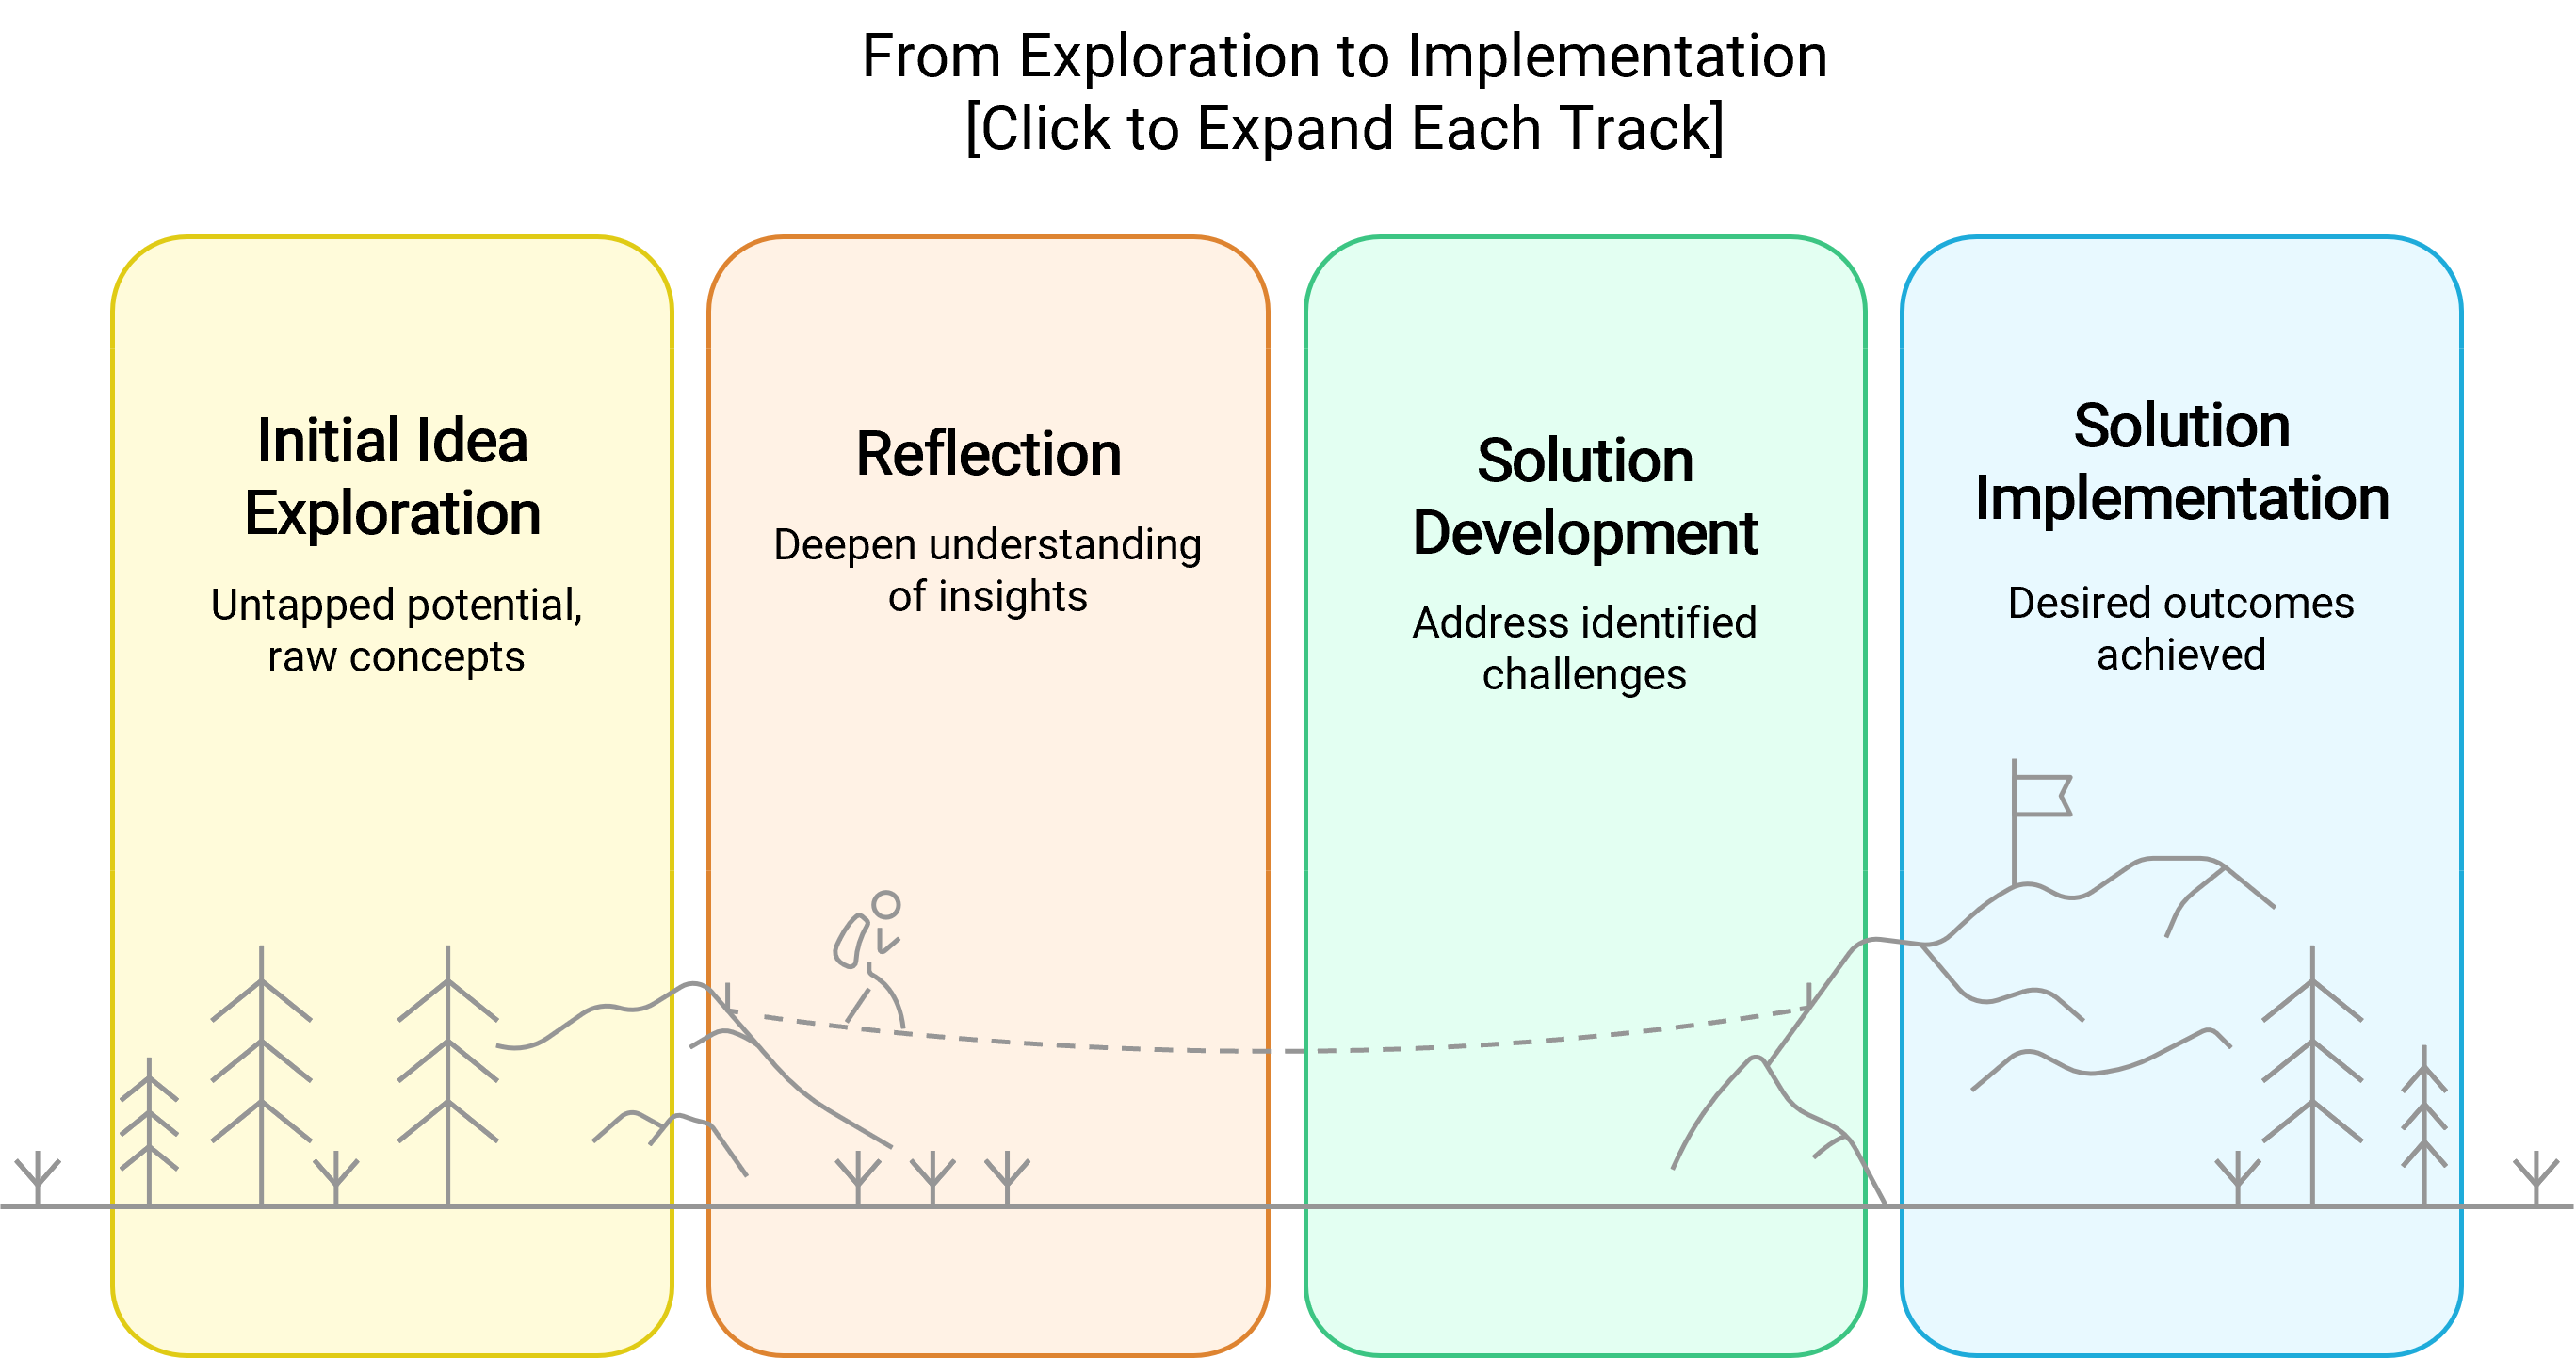 From Exploration to Implementation
[Click to Expand Each Track]
Initial Idea
Exploration
Untapped potential,
raw concepts
Reflection
Deepen understanding
of insights
Solution
Development
Address identified
challenges
Solution
Implementation
Desired outcomes
achieved